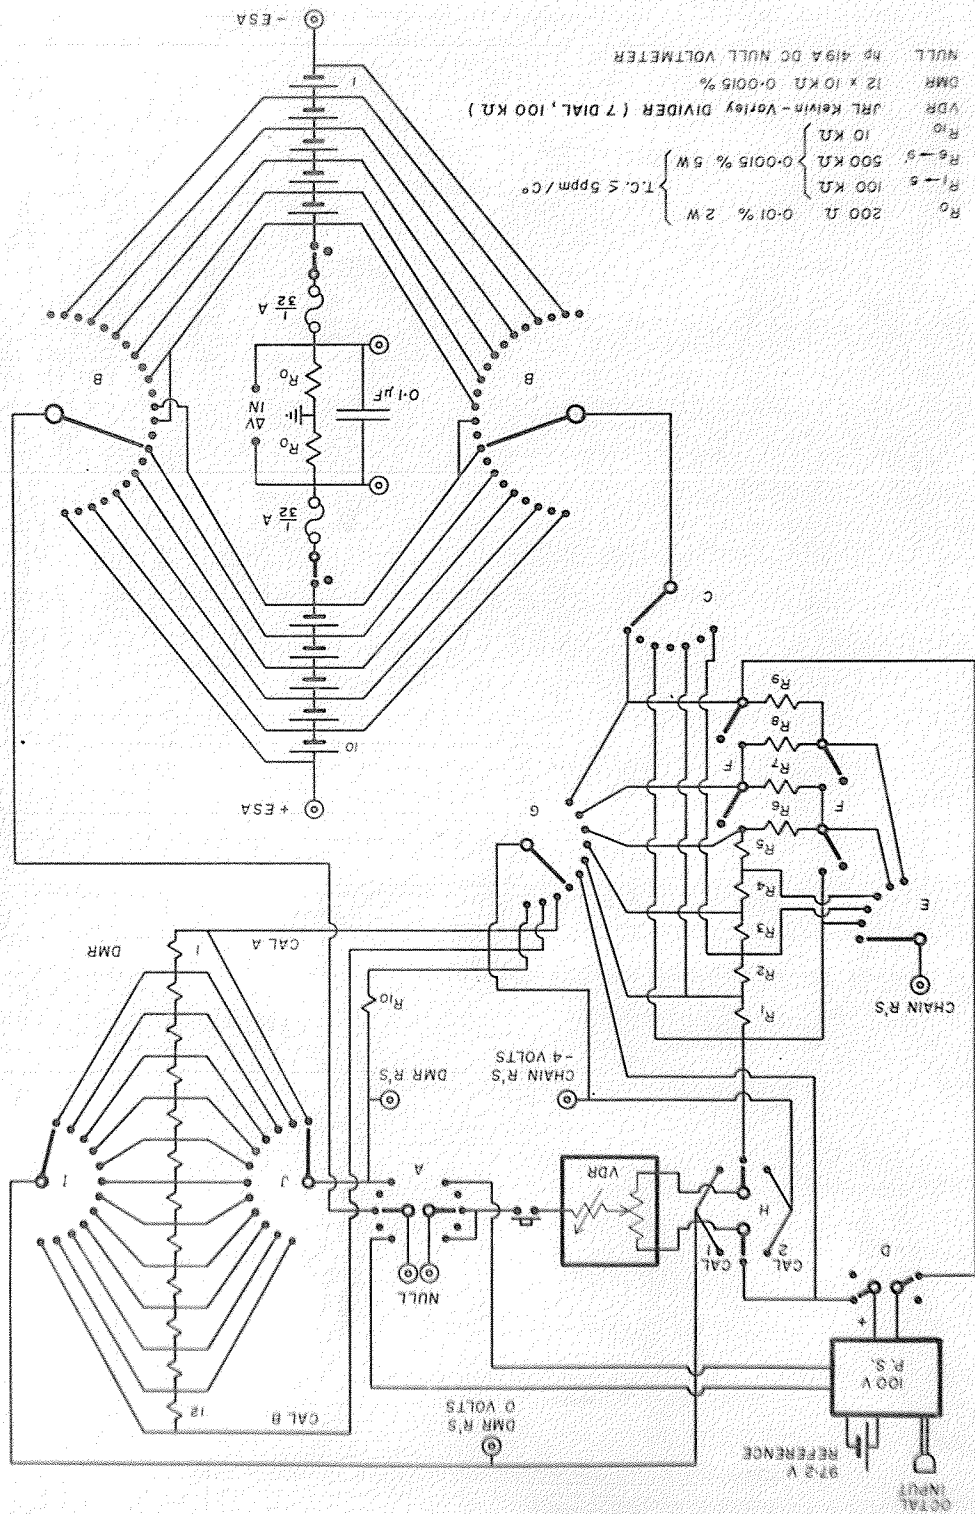 OCTAL
INPUT
97·2 V
REFERENCE
100 V
P.S.
+
D
DMR R'S
0 VOLTS
CAL B
12
NULL
CAL
2
CAL
1
H
VDR
A
J
I
CHAIN R'S
-4 VOLTS
DMR R'S
CHAIN R'S
R1
R2
R3
R4
R5
R6
R7
R8
R9
R10
E
F
F
G
C
CAL A
1
DMR
+ ESA
10
1/32 A
R0
R0
ΔV
IN
0·1 μF
B
B
1/32 A
1
- ESA
R0 200 Ω 0·01 % 2 W
R1→5 100 KΩ
R6→9 500 KΩ 0·0015 % 5 W
T.C. ≤ 5ppm/C°
R10 10 KΩ
VDR JRL Kelvin-Varley DIVIDER ( 7 DIAL, 100 KΩ )
DMR 12 x 10 KΩ 0·0015 %
NULL hp 419A DC NULL VOLTMETER